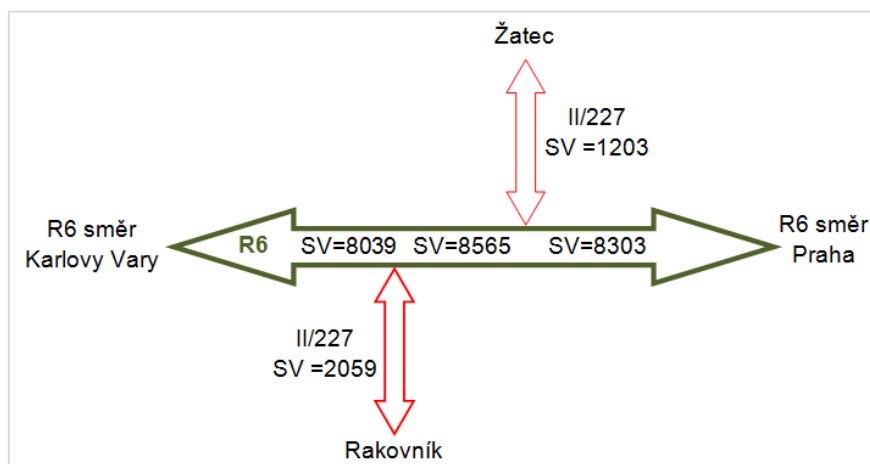 Žatec
II/227
SV =1203
R6 směr
Karlovy Vary
R6
SV=8039
SV=8565
SV=8303
R6 směr
Praha
II/227
SV =2059
Rakovník